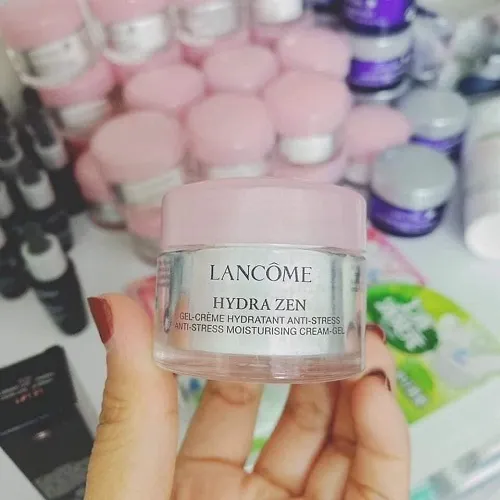 LANCÔME
HYDRA ZEN
GEL-CRÈME HYDRATANT ANTI-STRESS
ANTI-STRESS MOISTURISING CREAM-GEL